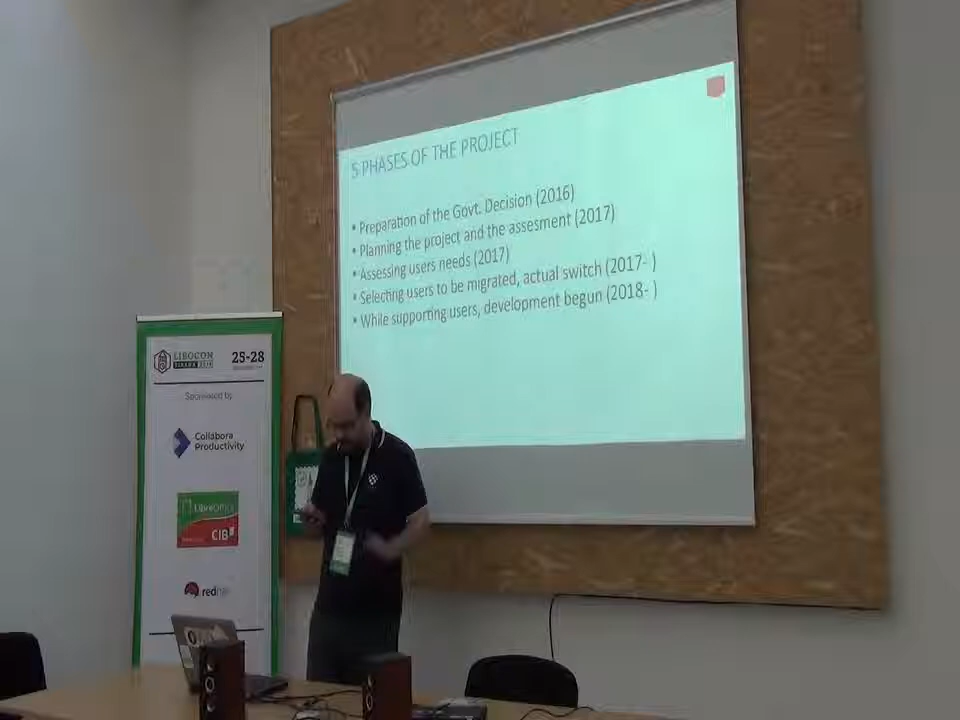 5 PHASES OF THE PROJECT
• Preparation of the Govt. Decision (2016)
• Planning the project and the assesment (2017)
• Assessing users needs (2017)
• Selecting users to be migrated, actual switch (2017- )
• While supporting users, development begun (2018- )
LIBOCON
25-28
Sponsored by
Collabora
Productivity
LibreOffice
CIB
red